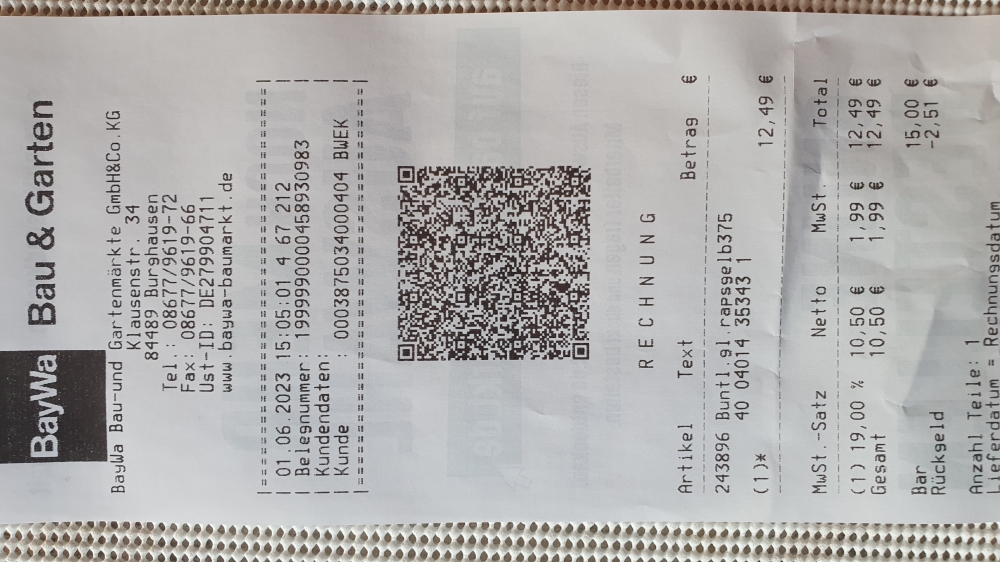 BayWa Bau & Garten
BayWa Bau-und Gartenmärkte GmbH&Co.KG
Klausenstr. 34
84489 Burghausen
Tel.: 08677/9619-72
Fax: 08677/9619-66
Ust-ID: DE279904711
www.baywa-baumarkt.de
|====================================|
| 01.06.2023 15:05:01 4 67 212 |
| Belegnummer: 19999900000458930983 |
| Kundendaten: |
| Kunde : 00038750340000404 BWEK |
|====================================|
R E C H N U N G
Artikel Text Betrag €
243896 Buntl.gl.rapsgelb375
40 04014 35343 1
(1)* 12,49 €
MwSt.-Satz Netto MwSt. Total
(1) 19,00 % 10,50 € 1,99 € 12,49 €
Gesamt 10,50 € 1,99 € 12,49 €
Bar 15,00 €
Rückgeld -2,51 €
Anzahl Teile: 1
Lieferdatum = Rechnungsdatum